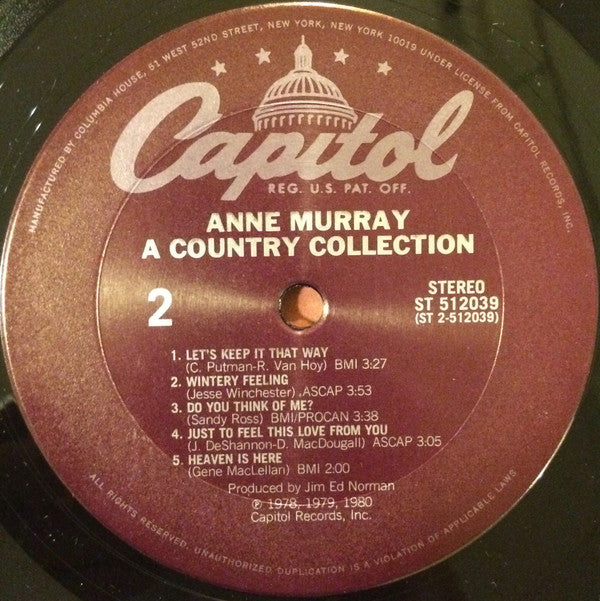 MANUFACTURED BY COLUMBIA HOUSE, 51 WEST 52ND STREET, NEW YORK, NEW YORK 10019 UNDER LICENSE FROM CAPITOL RECORDS, INC.
Capitol
REG. U.S. PAT. OFF.
ANNE MURRAY
A COUNTRY COLLECTION
2
STEREO
ST 512039
(ST 2-512039)
1. LET'S KEEP IT THAT WAY
(C. Putman-R. Van Hoy) BMI 3:27
2. WINTERY FEELING
(Jesse Winchester) ASCAP 3:53
3. DO YOU THINK OF ME?
(Sandy Ross) BMI/PROCAN 3:38
4. JUST TO FEEL THIS LOVE FROM YOU
(J. DeShannon-D. MacDougall) ASCAP 3:05
5. HEAVEN IS HERE
(Gene MacLellan) BMI 2:00
Produced by Jim Ed Norman
℗ 1978, 1979, 1980
Capitol Records, Inc.
ALL RIGHTS RESERVED. UNAUTHORIZED DUPLICATION IS A VIOLATION OF APPLICABLE LAWS